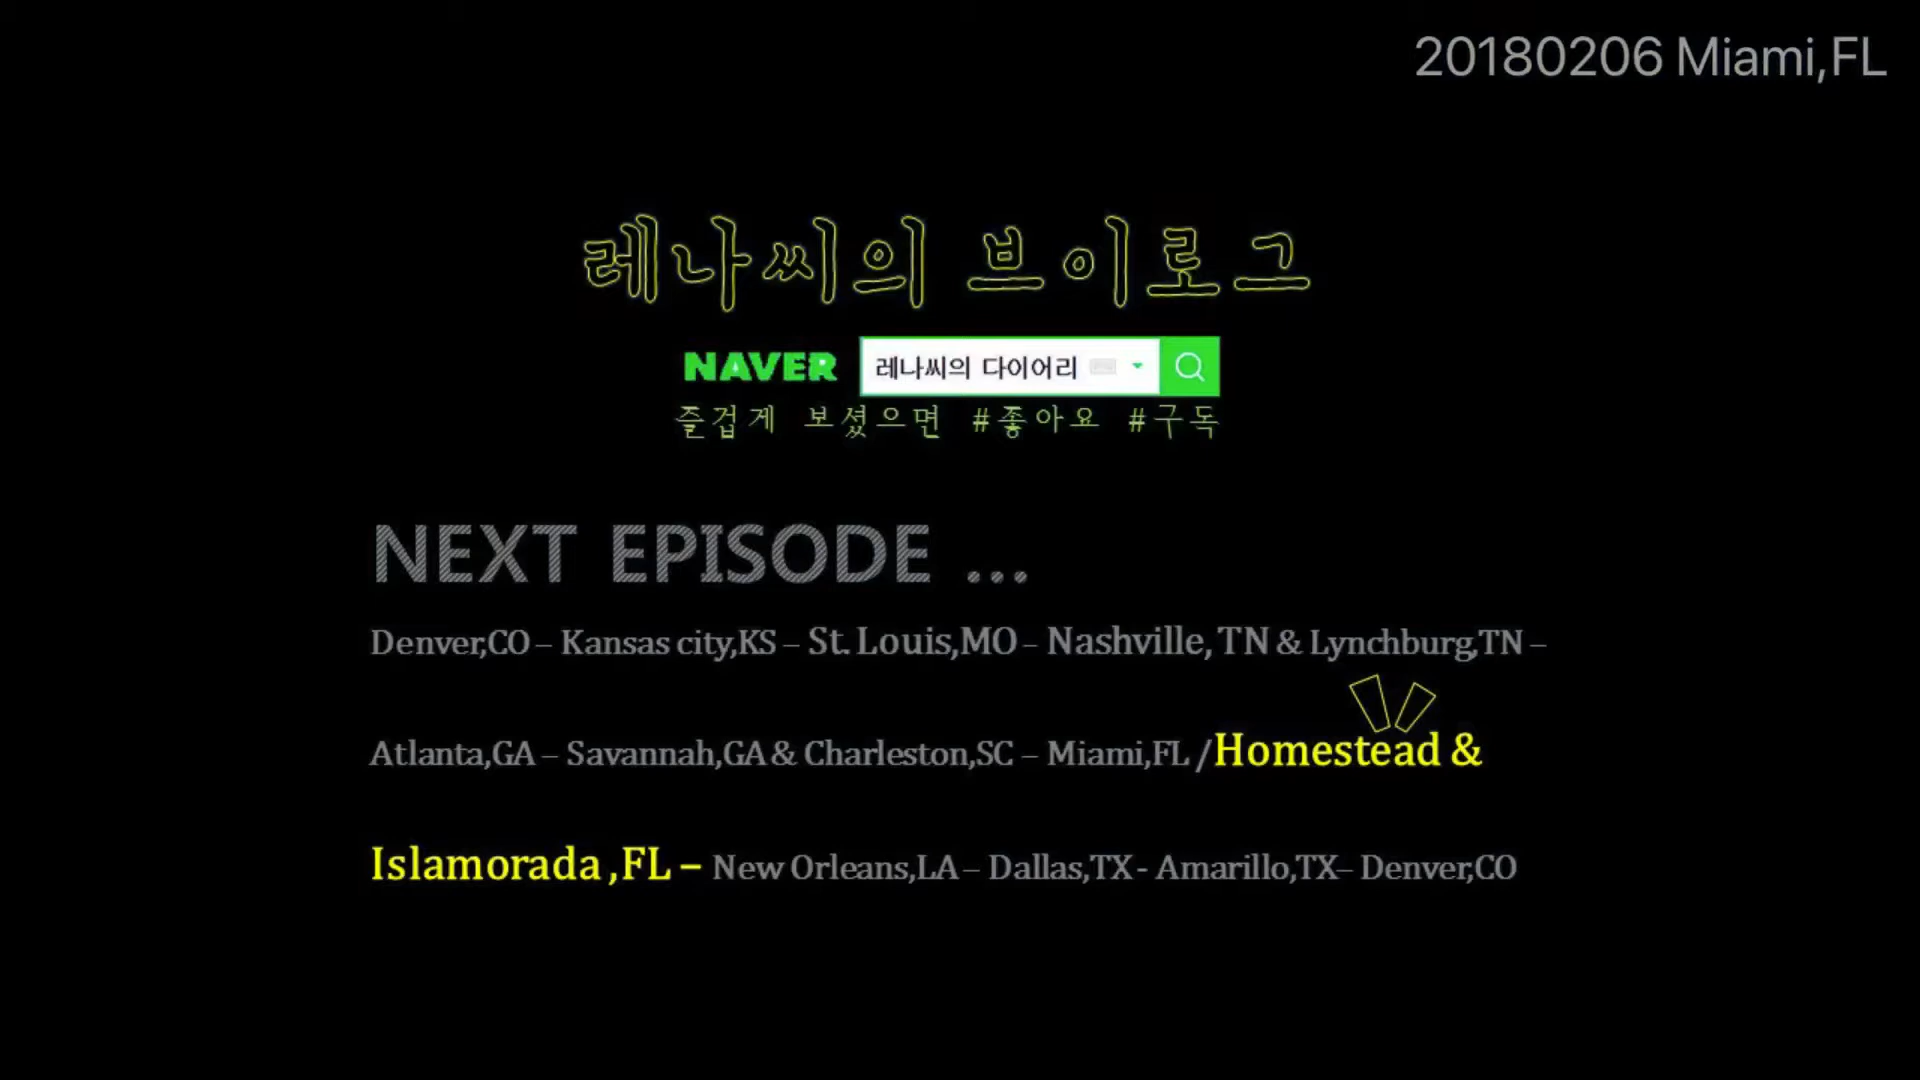 20180206 Miami,FL
레나씨의 브이로그
NAVER 레나씨의 다이어리
즐겁게 보셨으면 #좋아요 #구독
NEXT EPISODE ...
Denver,CO – Kansas city,KS – St. Louis,MO – Nashville, TN & Lynchburg,TN –
Atlanta,GA – Savannah,GA & Charleston,SC – Miami,FL /Homestead &
Islamorada ,FL – New Orleans,LA – Dallas,TX - Amarillo,TX– Denver,CO